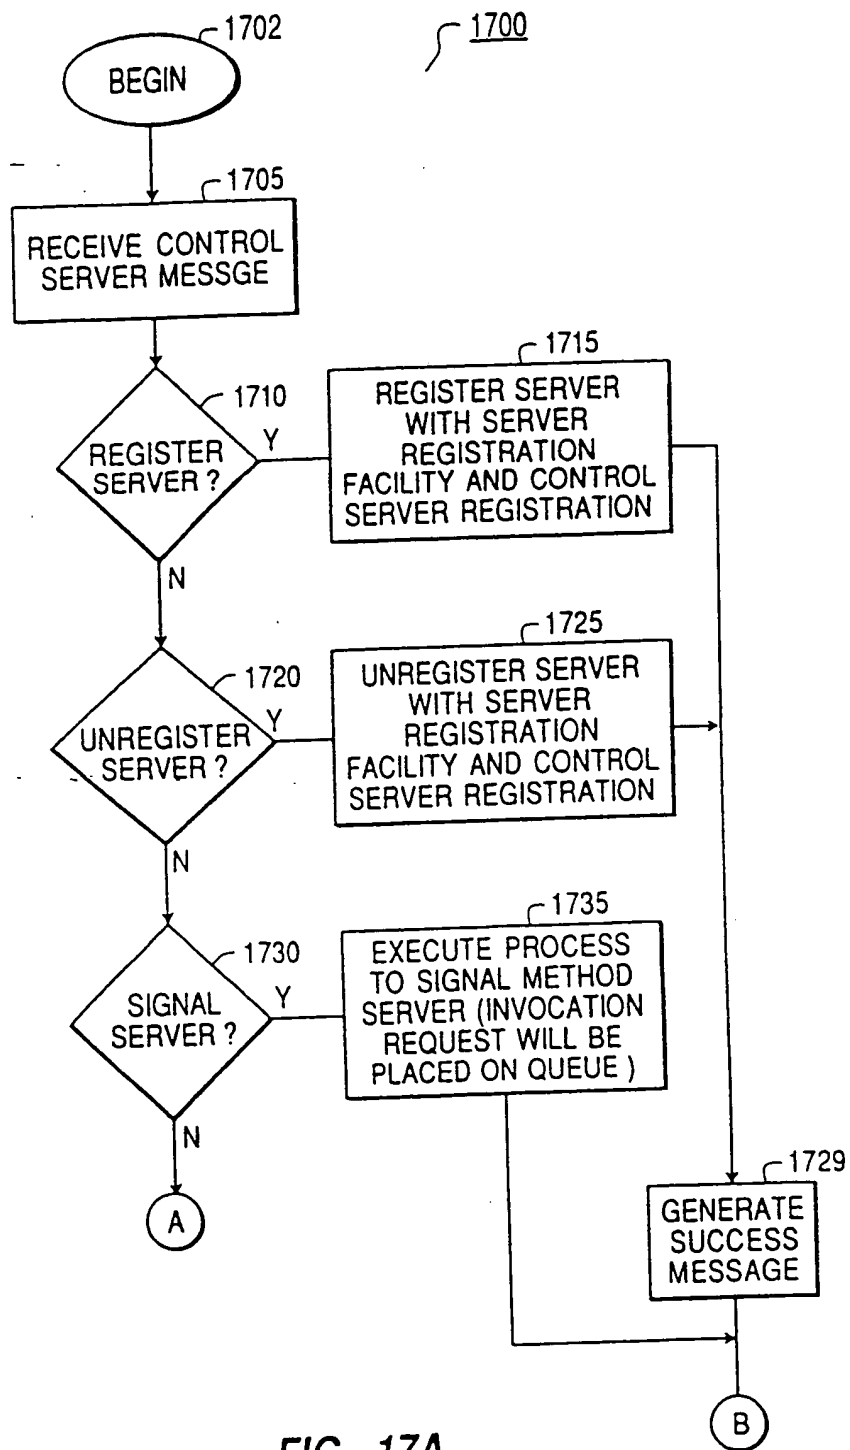 1702
1700
BEGIN
1705
RECEIVE CONTROL
SERVER MESSGE
1710
REGISTER
SERVER ?
Y
N
1715
REGISTER SERVER
WITH SERVER
REGISTRATION
FACILITY AND CONTROL
SERVER REGISTRATION
1720
UNREGISTER
SERVER ?
Y
N
1725
UNREGISTER SERVER
WITH SERVER
REGISTRATION
FACILITY AND CONTROL
SERVER REGISTRATION
1730
SIGNAL
SERVER ?
Y
N
1735
EXECUTE PROCESS
TO SIGNAL METHOD
SERVER (INVOCATION
REQUEST WILL BE
PLACED ON QUEUE )
A
1729
GENERATE
SUCCESS
MESSAGE
B
FIG. 17A